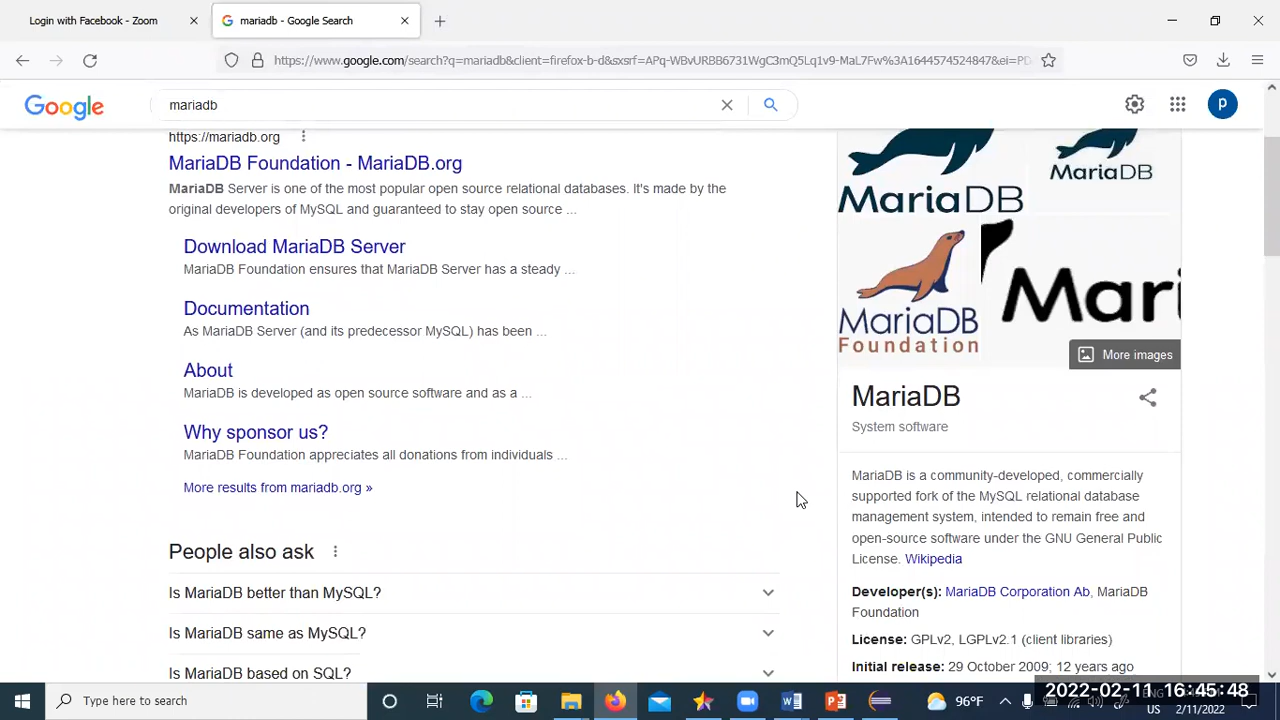 Login with Facebook - Zoom
mariadb - Google Search
https://www.google.com/search?q=mariadb&client=firefox-b-d&sxsrf=APq-WBvURBB6731WgC3mQ5Lq1v9-MaL7Fw%3A1644574524847&ei=PD
Google
mariadb
p
https://mariadb.org
MariaDB Foundation - MariaDB.org
MariaDB Server is one of the most popular open source relational databases. It's made by the
original developers of MySQL and guaranteed to stay open source ...
Download MariaDB Server
MariaDB Foundation ensures that MariaDB Server has a steady ...
Documentation
As MariaDB Server (and its predecessor MySQL) has been ...
About
MariaDB is developed as open source software and as a ...
Why sponsor us?
MariaDB Foundation appreciates all donations from individuals ...
More results from mariadb.org »
People also ask
Is MariaDB better than MySQL?
Is MariaDB same as MySQL?
Is MariaDB based on SQL?
MariaDB
MariaDB
MariaDB
Foundation
Mari
More images
MariaDB
System software
MariaDB is a community-developed, commercially
supported fork of the MySQL relational database
management system, intended to remain free and
open-source software under the GNU General Public
License. Wikipedia
Developer(s): MariaDB Corporation Ab, MariaDB
Foundation
License: GPLv2, LGPLv2.1 (client libraries)
Initial release: 29 October 2009; 12 years ago
Type here to search
96°F
ENG
US
2022-02-11 16:45:48
2/11/2022